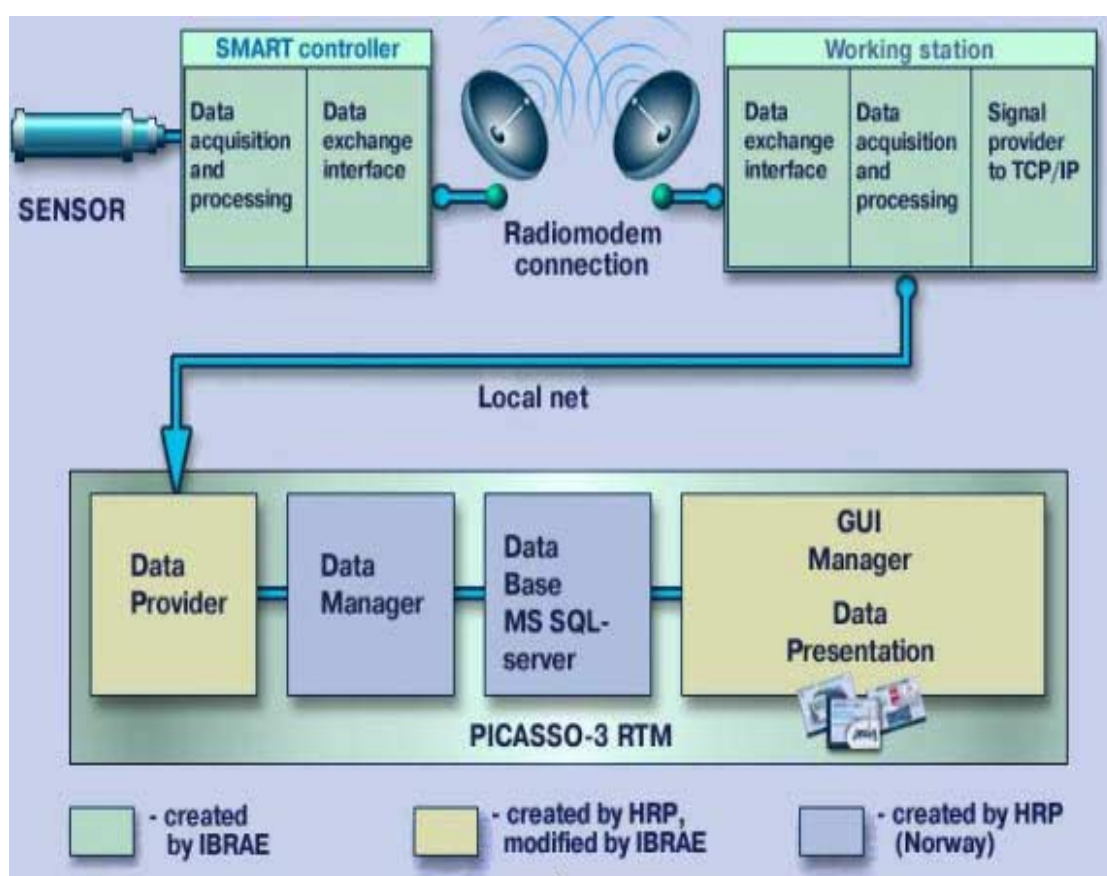 SMART controller
Data
acquisition
and
processing
Data
exchange
interface
SENSOR
Radiomodem
connection
Working station
Data
exchange
interface
Data
acquisition
and
processing
Signal
provider
to TCP/IP
Local net
Data
Provider
Data
Manager
Data
Base
MS SQL-
server
GUI
Manager
Data
Presentation
PICASSO-3 RTM
- created
by IBRAE
- created by HRP,
modified by IBRAE
- created by HRP
(Norway)